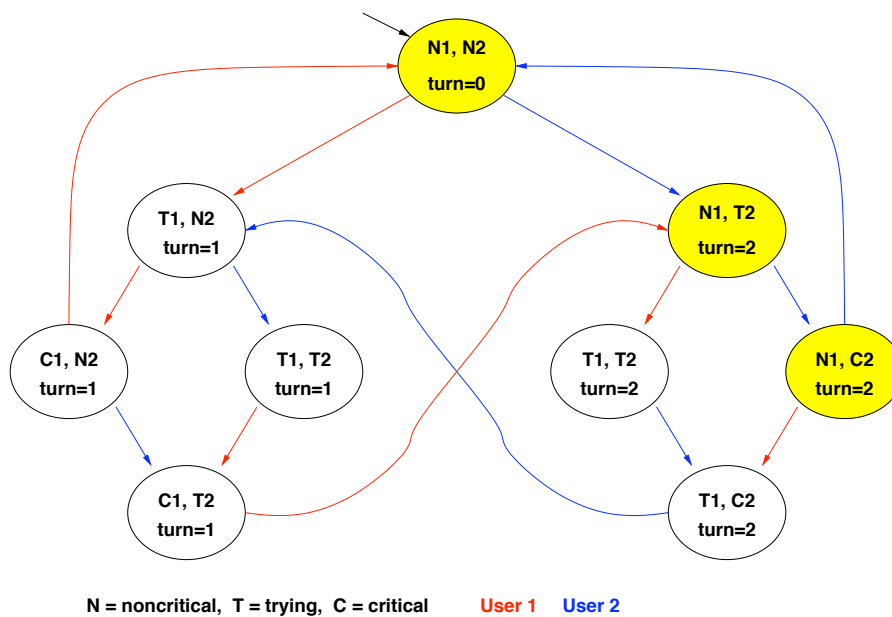 N1, N2
turn=0
T1, N2
turn=1
N1, T2
turn=2
C1, N2
turn=1
T1, T2
turn=1
T1, T2
turn=2
N1, C2
turn=2
C1, T2
turn=1
T1, C2
turn=2
N = noncritical, T = trying, C = critical User 1 User 2